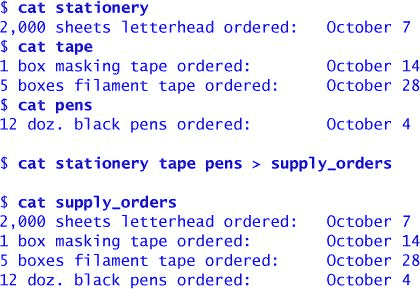 $ cat stationery
2,000 sheets letterhead ordered:   October 7
$ cat tape
1 box masking tape ordered:        October 14
5 boxes filament tape ordered:     October 28
$ cat pens
12 doz. black pens ordered:        October 4
$ cat stationery tape pens > supply_orders
$ cat supply_orders
2,000 sheets letterhead ordered:   October 7
1 box masking tape ordered:        October 14
5 boxes filament tape ordered:     October 28
12 doz. black pens ordered:        October 4